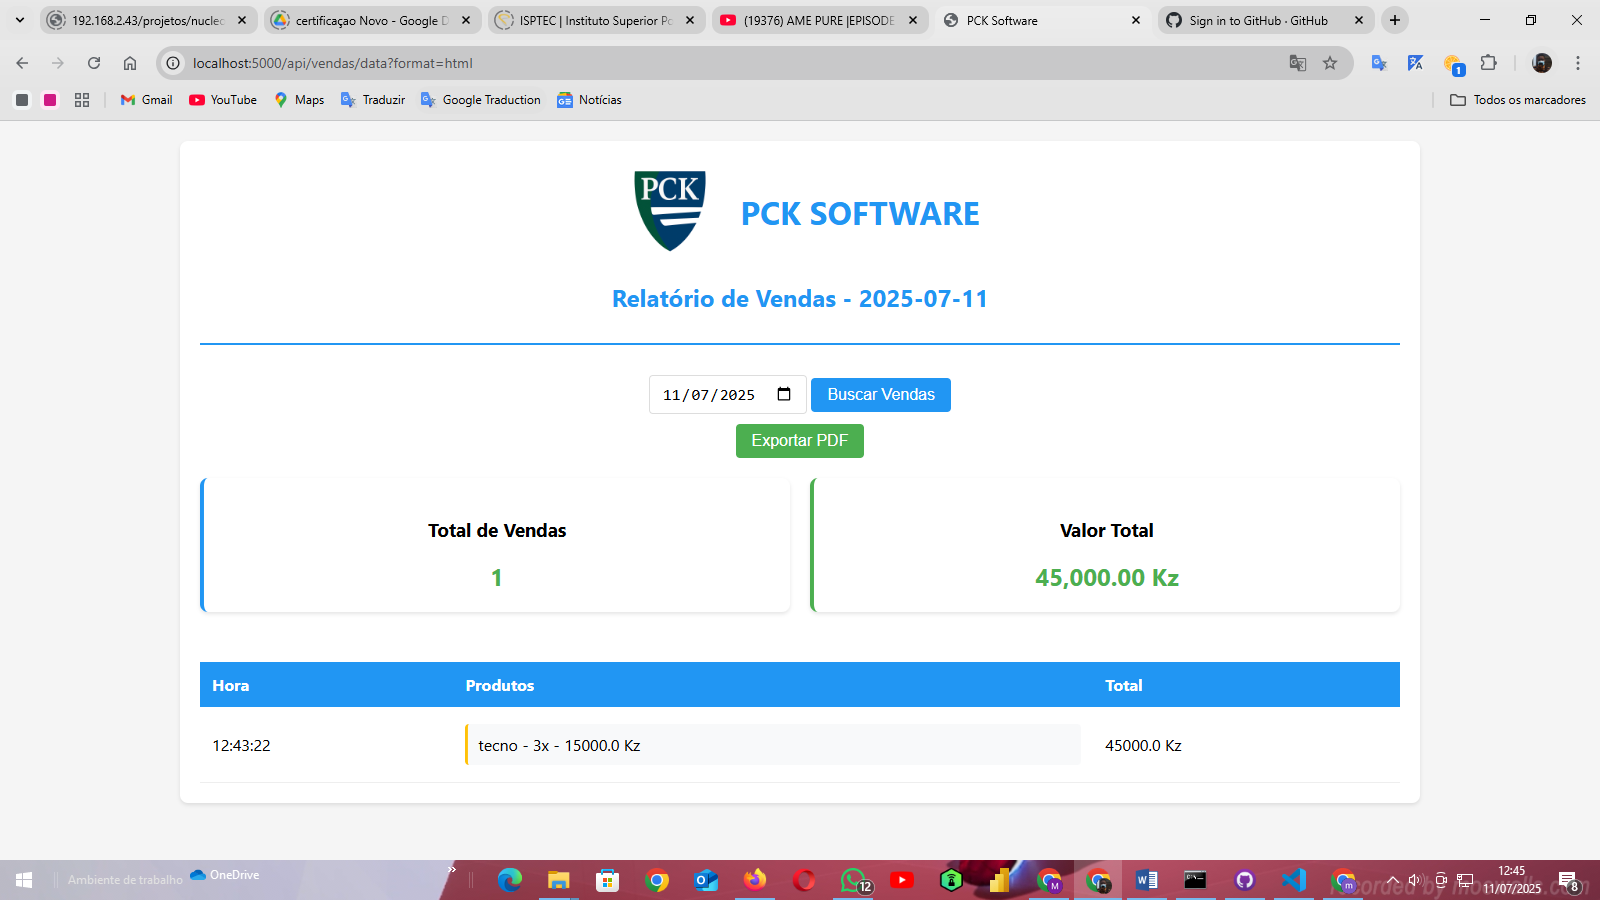 192.168.2.43/projetos/nucleo
certificaçao Novo - Google D
ISPTEC | Instituto Superior Po
(19376) AME PURE |EPISODE
PCK Software
Sign in to GitHub · GitHub
localhost:5000/api/vendas/data?format=html
1
Gmail
YouTube
Maps
Traduzir
Google Traduction
Notícias
Todos os marcadores
PCK
PCK SOFTWARE
Relatório de Vendas - 2025-07-11
11/07/2025
Buscar Vendas
Exportar PDF
Total de Vendas
1
Valor Total
45,000.00 Kz
Hora
Produtos
Total
12:43:22
tecno - 3x - 15000.0 Kz
45000.0 Kz
Ambiente de trabalho
OneDrive
12
12:45
11/07/2025
8